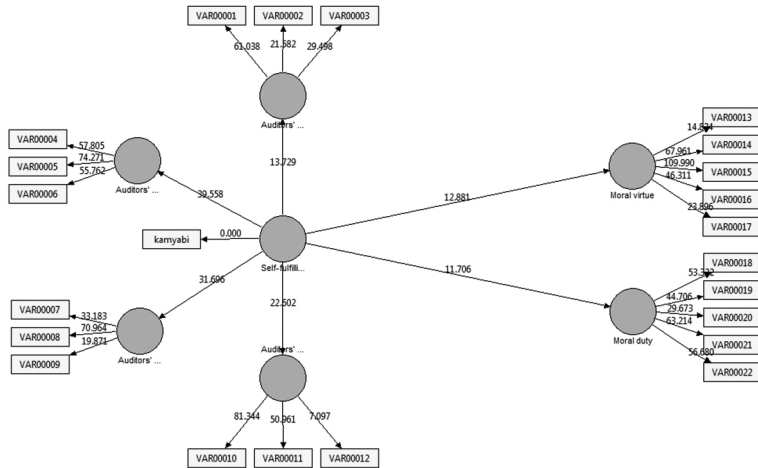 VAR00001 VAR00002 VAR00003
61.038 21.582 29.498
Auditors' ...
13.729
VAR00004
VAR00005
VAR00006
57.805
74.271
55.762
Auditors' ...
39.558
kamyabi
0.000
Self-fulfilli...
31.696
VAR00007
VAR00008
VAR00009
33.183
70.964
19.871
Auditors' ...
22.602
Auditors' ...
81.344 50.961 7.097
VAR00010 VAR00011 VAR00012
12.881
Moral virtue
67.961
109.990
46.311
23.896
VAR00013
VAR00014
VAR00015
VAR00016
VAR00017
11.706
Moral duty
53.322
44.706
29.673
63.214
56.680
VAR00018
VAR00019
VAR00020
VAR00021
VAR00022